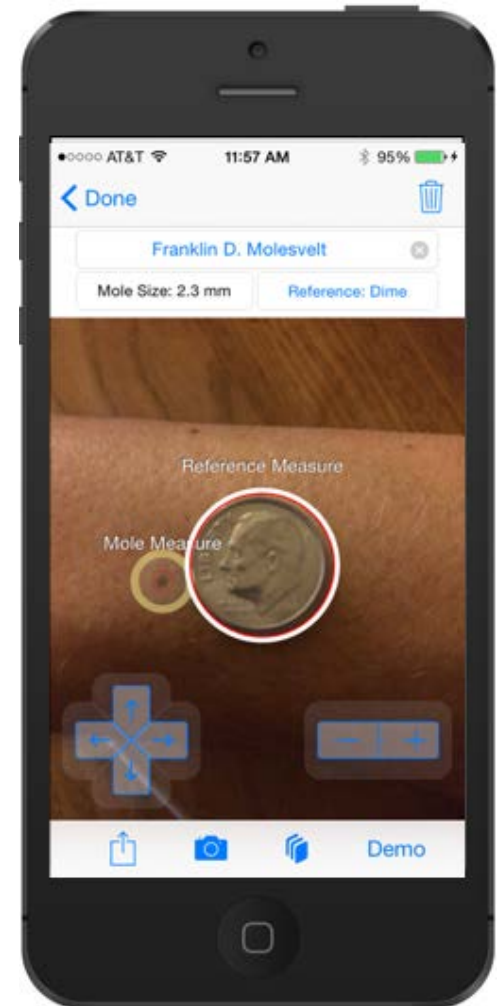 AT&T 11:57 AM 95%
Done
Franklin D. Molesvelt
Mole Size: 2.3 mm Reference: Dime
Reference Measure
Mole Measure
Demo